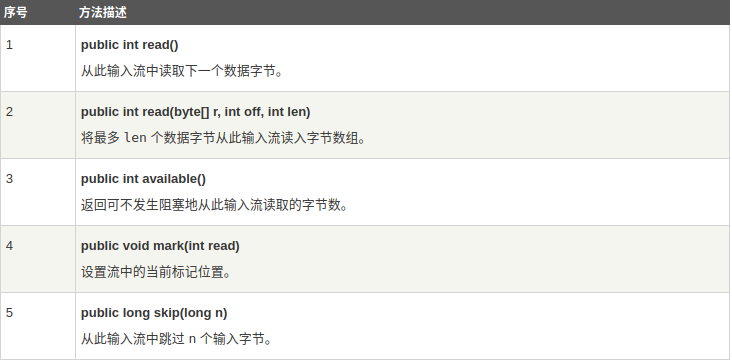 序号 方法描述
1 public int read()
从此输入流中读取下一个数据字节。
2 public int read(byte[] r, int off, int len)
将最多 len 个数据字节从此输入流读入字节数组。
3 public int available()
返回可不发生阻塞地从此输入流读取的字节数。
4 public void mark(int read)
设置流中的当前标记位置。
5 public long skip(long n)
从此输入流中跳过 n 个输入字节。